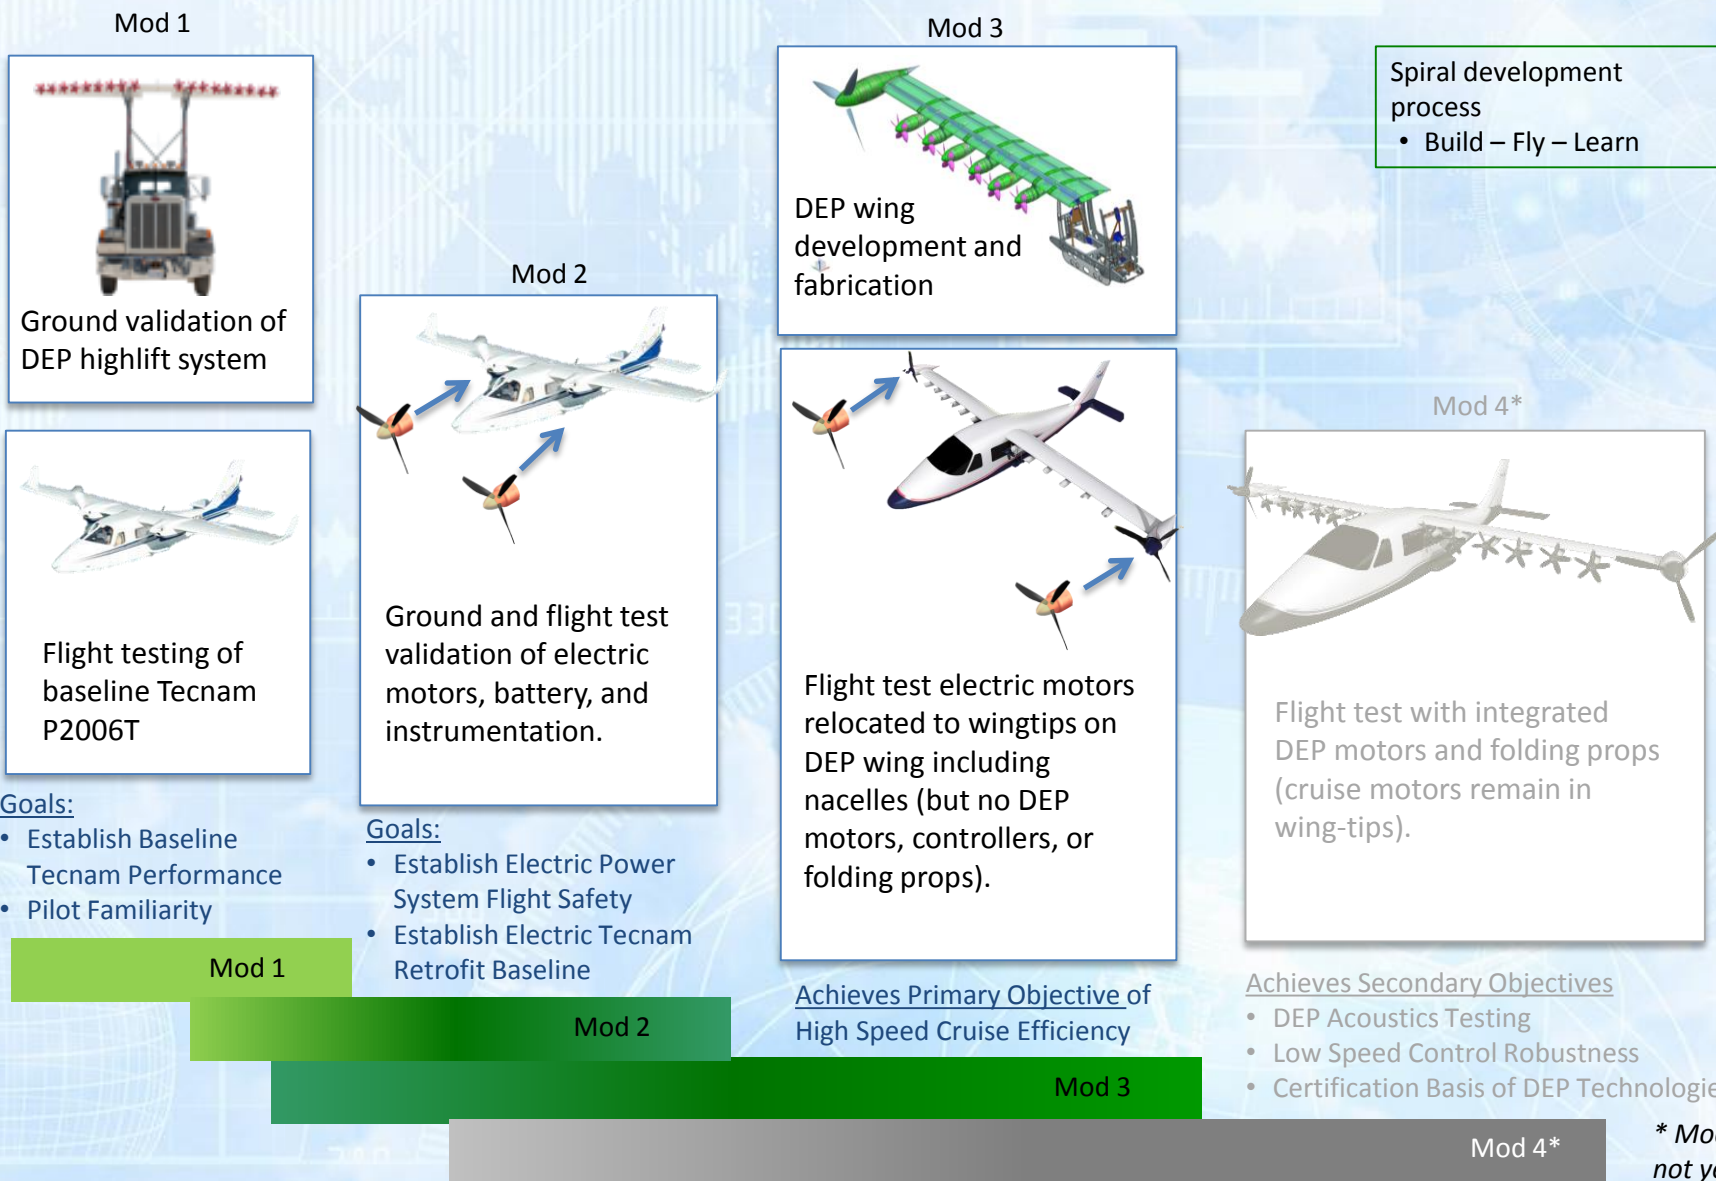 Mod 1
Ground validation of
DEP highlift system
Flight testing of
baseline Tecnam
P2006T
Goals:
• Establish Baseline
Tecnam Performance
• Pilot Familiarity
Mod 2
Ground and flight test
validation of electric
motors, battery, and
instrumentation.
Goals:
• Establish Electric Power
System Flight Safety
• Establish Electric Tecnam
Retrofit Baseline
Mod 3
DEP wing
development and
fabrication
Flight test electric motors
relocated to wingtips on
DEP wing including
nacelles (but no DEP
motors, controllers, or
folding props).
Achieves Primary Objective of
High Speed Cruise Efficiency
Spiral development
process
• Build – Fly – Learn
Mod 4*
Flight test with integrated
DEP motors and folding props
(cruise motors remain in
wing-tips).
Achieves Secondary Objectives
• DEP Acoustics Testing
• Low Speed Control Robustness
• Certification Basis of DEP
Mod 1
Mod 2
Mod 3
Mod 4*
*
not